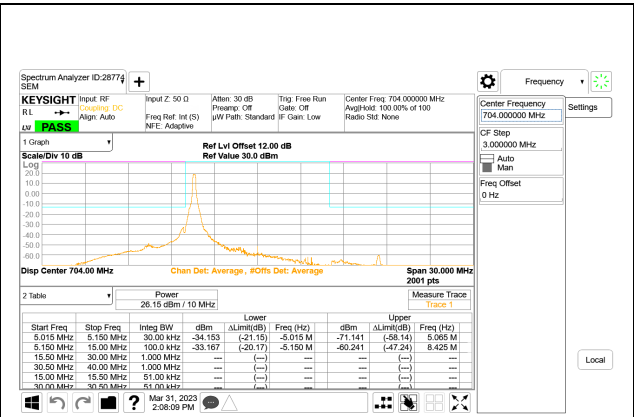 Spectrum Analyzer ID:28774
SEM
Frequency
KEYSIGHT
RL
LXI PASS
Input: RF
Coupling: DC
Align: Auto
Input Z: 50 Ω
Freq Ref: Int (S)
NFE: Adaptive
Atten: 30 dB
Preamp: Off
µW Path: Standard
Trig: Free Run
Gate: Off
IF Gain: Low
Center Freq: 704.000000 MHz
Avg|Hold: 100.00% of 100
Radio Std: None
Center Frequency
704.000000 MHz
Settings
CF Step
3.000000 MHz
Auto
Man
Freq Offset
0 Hz
1 Graph
Scale/Div 10 dB
Ref Lvl Offset 12.00 dB
Ref Value 30.0 dBm
Log
20.0
10.0
0.00
-10.0
-20.0
-30.0
-40.0
-50.0
-60.0
Disp Center 704.00 MHz
Chan Det: Average , #Offs Det: Average
Span 30.000 MHz
2001 pts
2 Table
Power
26.15 dBm / 10 MHz
Measure Trace
Trace 1
Lower Upper
Start Freq Stop Freq Integ BW dBm ΔLimit(dB) Freq (Hz) dBm ΔLimit(dB) Freq (Hz)
5.015 MHz 5.150 MHz 30.00 kHz -34.153 (-21.15) -5.015 M -71.141 (-58.14) 5.065 M
5.150 MHz 15.00 MHz 100.0 kHz -33.167 (-20.17) -5.150 M -60.241 (-47.24) 8.425 M
15.50 MHz 30.00 MHz 1.000 MHz --- (---) --- --- (---) ---
30.50 MHz 40.00 MHz 1.000 MHz --- (---) --- --- (---) ---
15.00 MHz 15.50 MHz 51.00 kHz --- (---) --- --- (---) ---
30.00 MHz 30.50 MHz 51.00 kHz --- (---) --- --- (---) ---
Local
?
Mar 31, 2023
2:08:09 PM